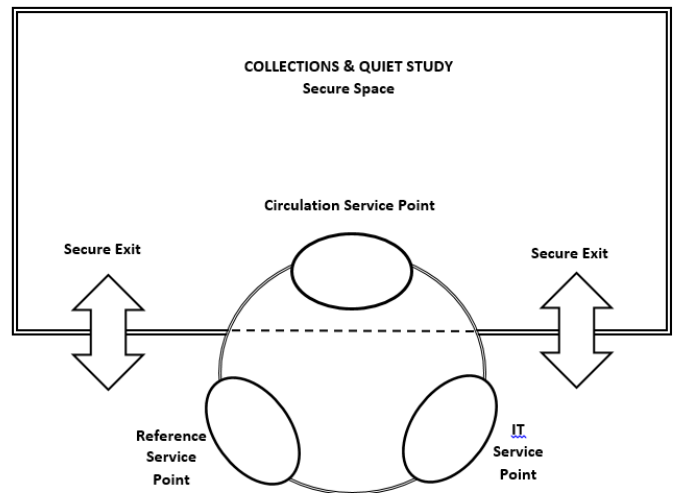 COLLECTIONS & QUIET STUDY
Secure Space
Circulation Service Point
Secure Exit
Secure Exit
Reference
Service
Point
IT
Service
Point